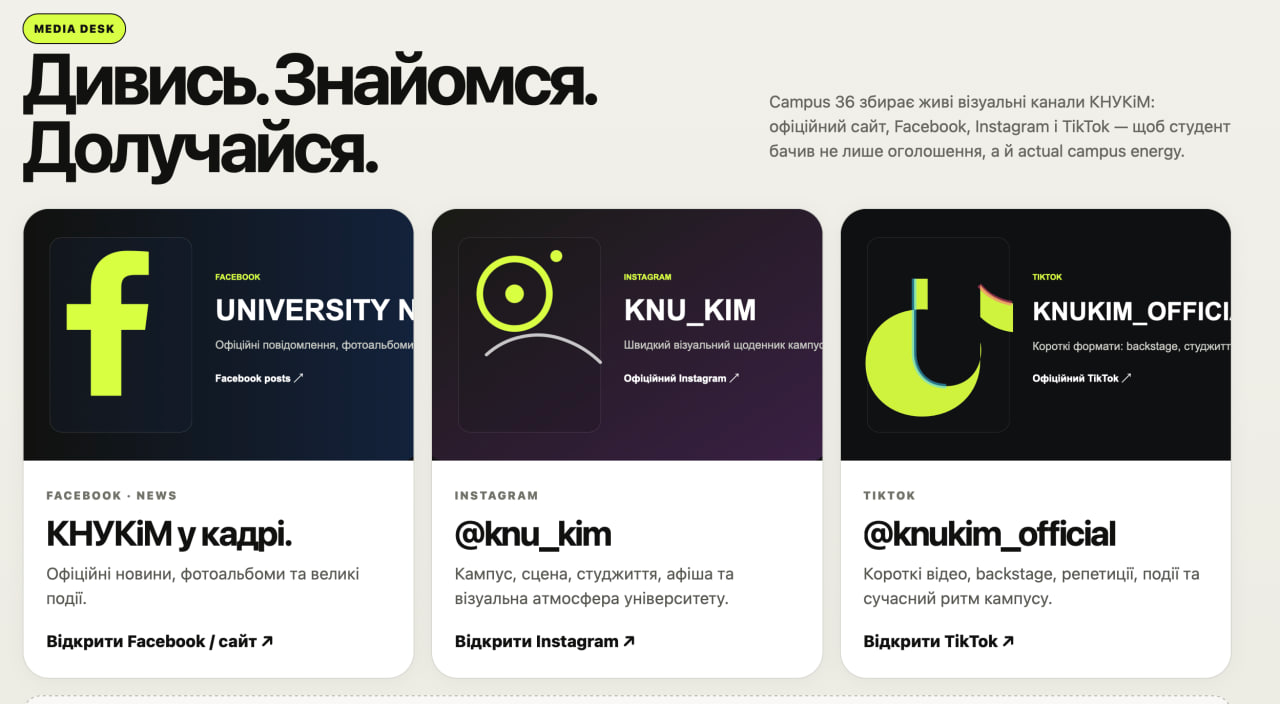 MEDIA DESK
Дивись. Знайомся.
Долучайся.
Campus 36 збирає живі візуальні канали КНУКіМ:
офіційний сайт, Facebook, Instagram і TikTok — щоб студент
бачив не лише оголошення, а й actual campus energy.
FACEBOOK
UNIVERSITY N
Офіційні повідомлення, фотоальбоми
Facebook posts ↗
FACEBOOK · NEWS
КНУКіМ у кадрі.
Офіційні новини, фотоальбоми та великі
події.
Відкрити Facebook / сайт ↗
INSTAGRAM
KNU_KIM
Швидкий візуальний щоденник кампус
Офіційний Instagram ↗
INSTAGRAM
@knu_kim
Кампус, сцена, студжиття, афіша та
візуальна атмосфера університету.
Відкрити Instagram ↗
TIKTOK
KNUKIM_OFFICI
Короткі формати: backstage, студжитт
Офіційний TikTok ↗
TIKTOK
@knukim_official
Короткі відео, backstage, репетиції, події та
сучасний ритм кампусу.
Відкрити TikTok ↗